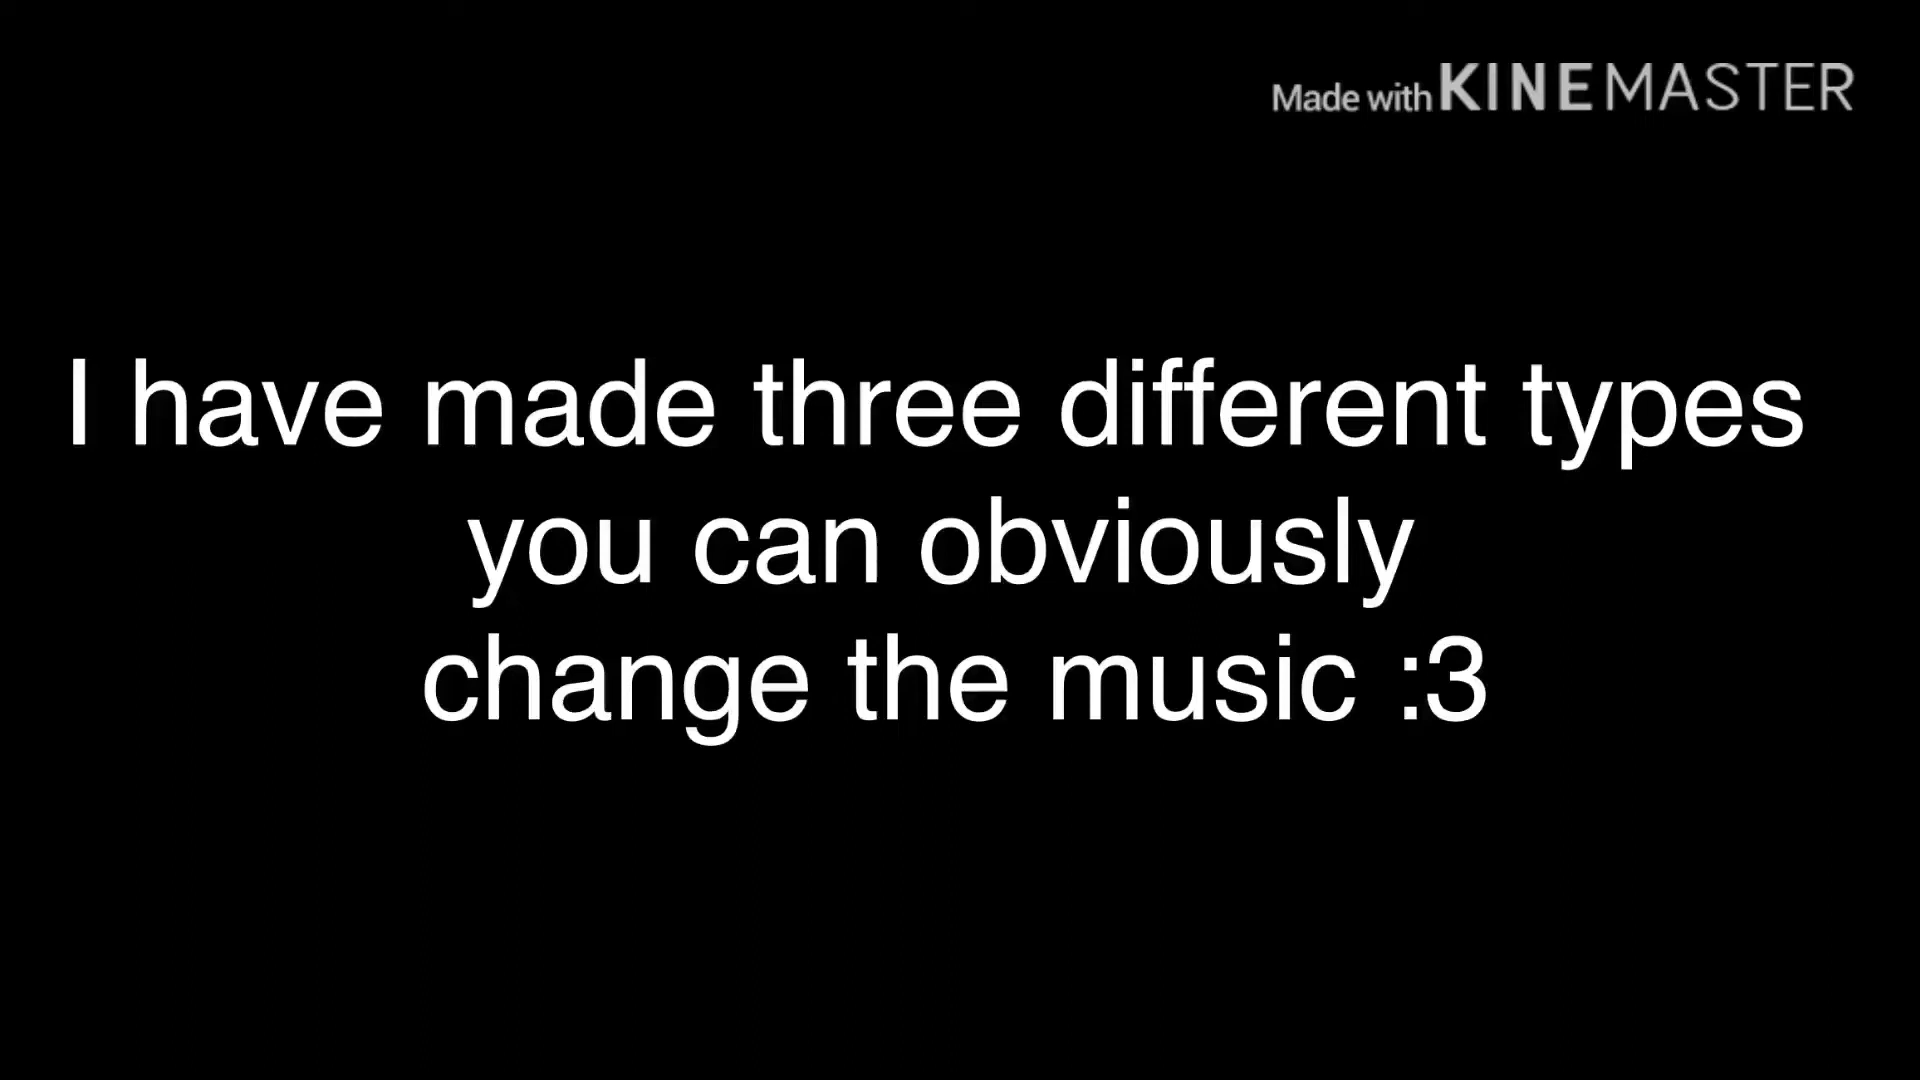 Made with KINEMASTER
I have made three different types
you can obviously
change the music :3